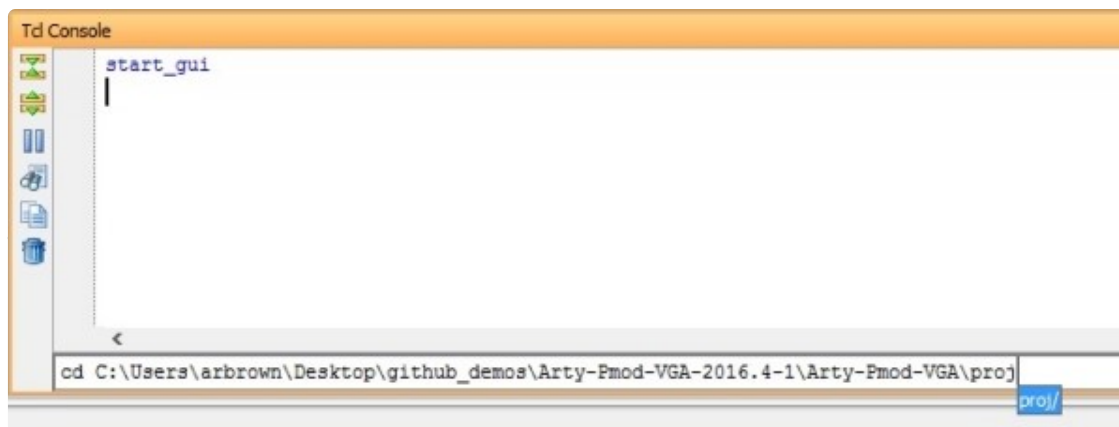 Tcl Console
start_gui
cd C:\Users\arbrown\Desktop\github_demos\Arty-Pmod-VGA-2016.4-1\Arty-Pmod-VGA\proj
proj/